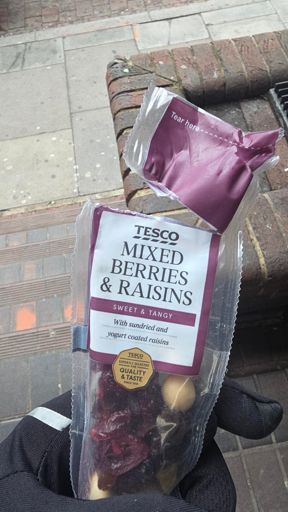 Tear here
TESCO
MIXED
BERRIES
& RAISINS
SWEET & TANGY
With sundried and
yogurt coated raisins
TESCO
QUALITY
& TASTE